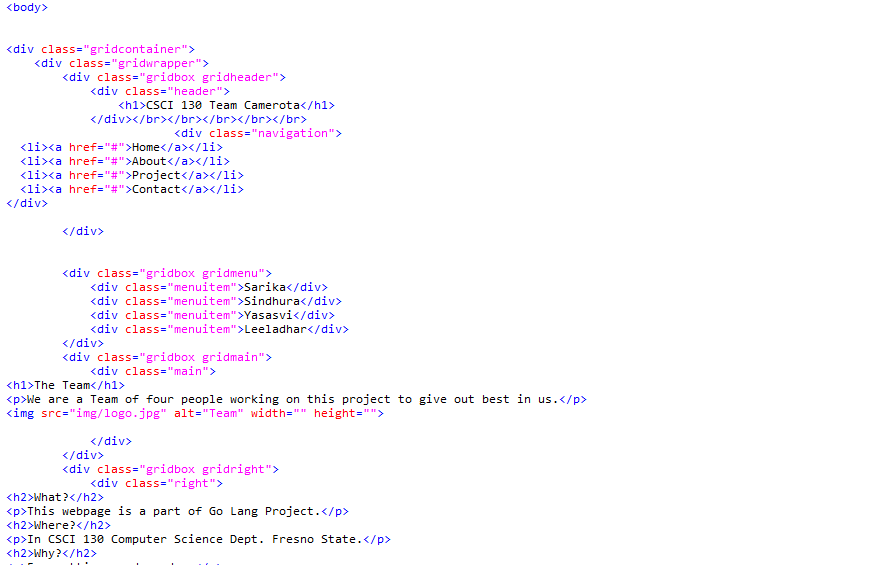 <body>
<div class="gridcontainer">
<div class="gridwrapper">
<div class="gridbox gridheader">
<div class="header">
<h1>CSCI 130 Team Camerota</h1>
</div></br></br></br></br></br>
<div class="navigation">
<li><a href="#">Home</a></li>
<li><a href="#">About</a></li>
<li><a href="#">Project</a></li>
<li><a href="#">Contact</a></li>
</div>
</div>
<div class="gridbox gridmenu">
<div class="menuitem">Sarika</div>
<div class="menuitem">Sindhura</div>
<div class="menuitem">Yasasvi</div>
<div class="menuitem">Leeladhar</div>
</div>
<div class="gridbox gridmain">
<div class="main">
<h1>The Team</h1>
<p>We are a Team of four people working on this project to give out best in us.</p>
<img src="img/logo.jpg" alt="Team" width="" height="">
</div>
</div>
<div class="gridbox gridright">
<div class="right">
<h2>What?</h2>
<p>This webpage is a part of Go Lang Project.</p>
<h2>Where?</h2>
<p>In CSCI 130 Computer Science Dept. Fresno State.</p>
<h2>Why?</h2>